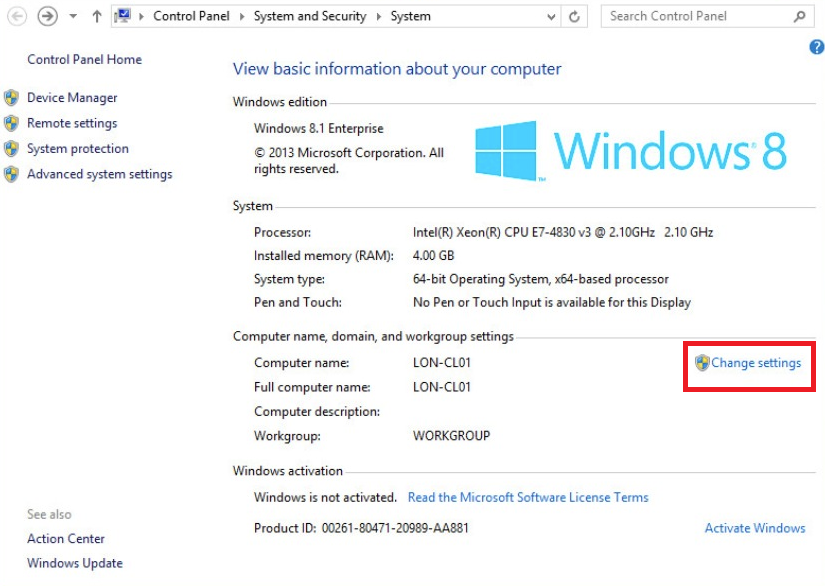 Control Panel System and Security System
Search Control Panel
?
Control Panel Home
Device Manager
Remote settings
System protection
Advanced system settings
View basic information about your computer
Windows edition
Windows 8.1 Enterprise
© 2013 Microsoft Corporation. All
rights reserved.
Windows 8
System
Processor: Intel(R) Xeon(R) CPU E7-4830 v3 @ 2.10GHz 2.10 GHz
Installed memory (RAM): 4.00 GB
System type: 64-bit Operating System, x64-based processor
Pen and Touch: No Pen or Touch Input is available for this Display
Computer name, domain, and workgroup settings
Computer name: LON-CL01
Change settings
Full computer name: LON-CL01
Computer description:
Workgroup: WORKGROUP
Windows activation
Windows is not activated. Read the Microsoft Software License Terms
Product ID: 00261-80471-20989-AA881
Activate Windows
See also
Action Center
Windows Update